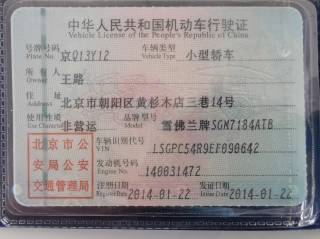 中华人民共和国机动车行驶证
Vehicle License of the People's Republic of China
号牌号码 京Q13Y12 车辆类型 小型轿车
Plate No. Vehicle Type
所有人 王路
Owner
住址 北京市朝阳区黄杉木店三巷14号
Address
使用性质 非营运 品牌型号 雪佛兰牌SGM7184ATB
Use Character Model
北京市公 车辆识别代号 LSGPC54R9EF090642
VIN
安局公安 发动机号码 140031472
Engine No.
交通管理局 注册日期 2014-01-22 发证日期 2014-01-22
Register Date Issue Date